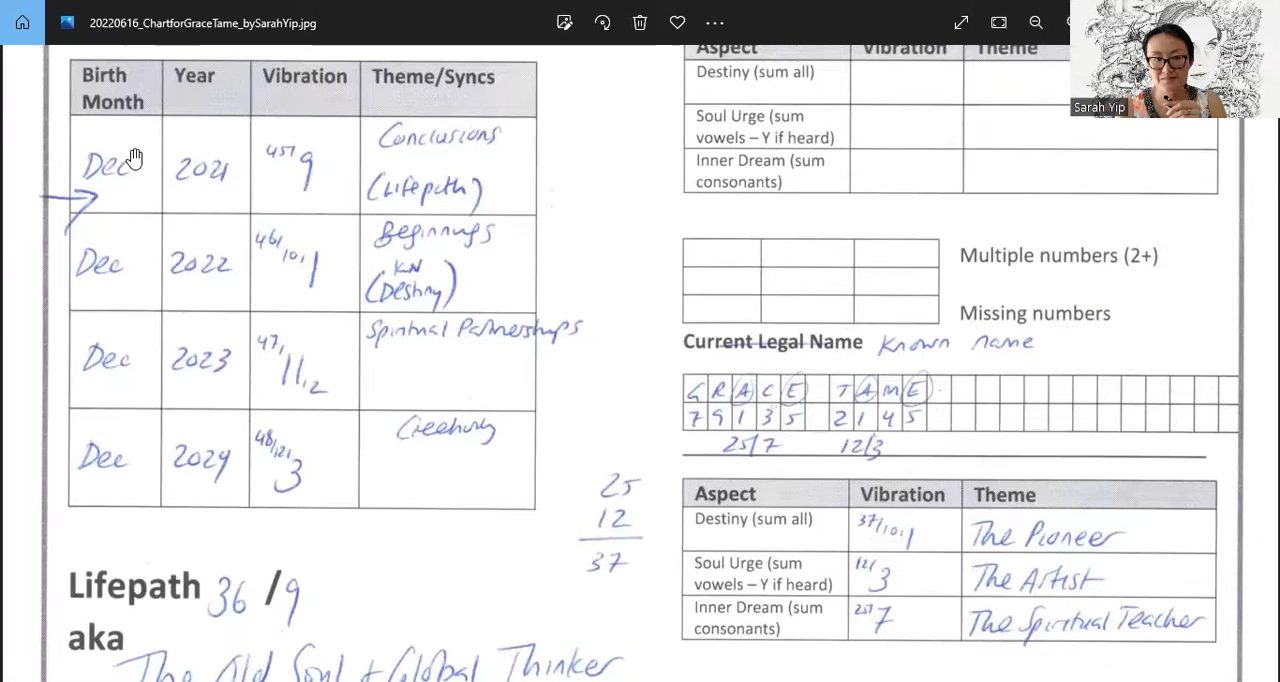 20220616_ChartforGraceTame_bySarahYip.jpg
Sarah Yip
Birth Month Year Vibration Theme/Syncs
Dec 2021 45/9 Conclusions
(Lifepath)
Dec 2022 46/10/1 Beginnings
KN
(Destiny)
Dec 2023 47/11/2 Spiritual Partnerships
Dec 2024 48/12/3 Creativity
Lifepath 36/9
aka
The Old Soul + Global Thinker
25
12
37
Aspect Vibration Theme
Destiny (sum all)
Soul Urge (sum
vowels – Y if heard)
Inner Dream (sum
consonants)
Multiple numbers (2+)
Missing numbers
Current Legal Name Known name
G R A C E T A M E
7 9 1 3 5 2 1 4 5
25/7 12/3
Aspect Vibration Theme
Destiny (sum all) 37/10/1 The Pioneer
Soul Urge (sum
vowels – Y if heard) 12/3 The Artist
Inner Dream (sum
consonants) 25/7 The Spiritual Teacher